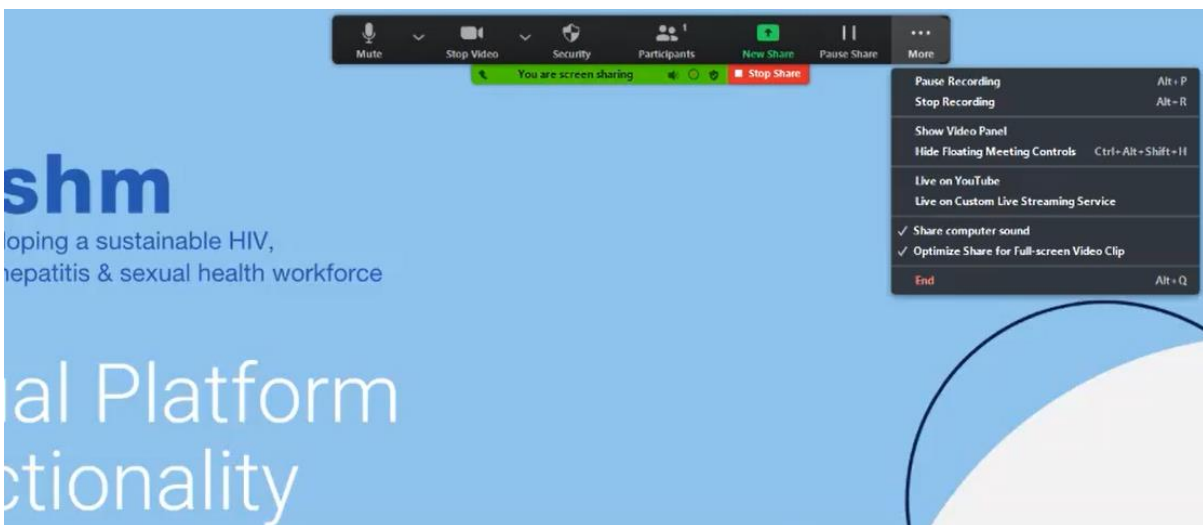 Mute
Stop Video
Security
Participants 1
New Share
Pause Share
More
You are screen sharing
Stop Share
Pause Recording Alt+P
Stop Recording Alt+R
Show Video Panel
Hide Floating Meeting Controls Ctrl+Alt+Shift+H
Live on YouTube
Live on Custom Live Streaming Service
Share computer sound
Optimize Share for Full-screen Video Clip
End Alt+Q
shm
loping a sustainable HIV,
hepatitis & sexual health workforce
al Platform
ctionality